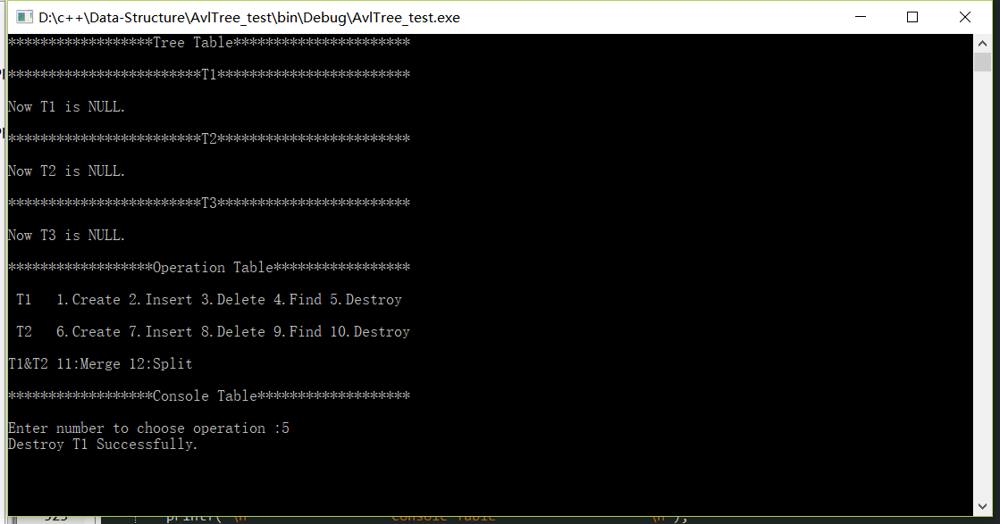 D:\c++\Data-Structure\AvlTree_test\bin\Debug\AvlTree_test.exe
******************Tree Table**********************
************************T1************************
Now T1 is NULL.
************************T2************************
Now T2 is NULL.
************************T3************************
Now T3 is NULL.
******************Operation Table*****************
T1 1.Create 2.Insert 3.Delete 4.Find 5.Destroy
T2 6.Create 7.Insert 8.Delete 9.Find 10.Destroy
T1&T2 11:Merge 12:Split
******************Console Table*******************
Enter number to choose operation :5
Destroy T1 Successfully.